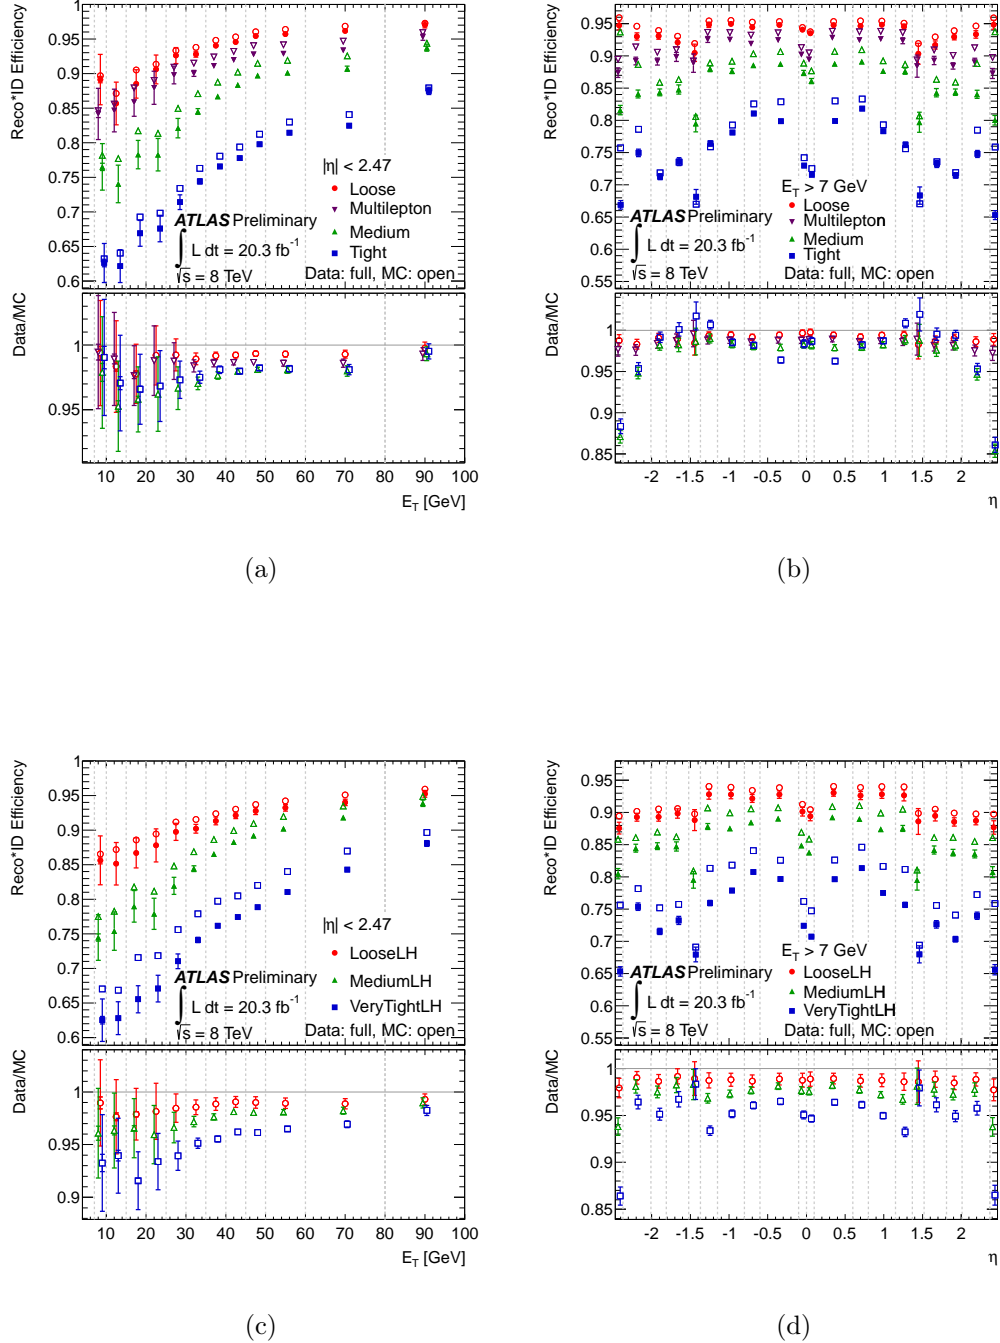 Reco*ID Efficiency
1
0.95
0.9
0.85
0.8
0.75
0.7
0.65
0.6
|η| < 2.47
Loose
Multilepton
Medium
Tight
ATLAS Preliminary
∫ L dt = 20.3 fb⁻¹
√s = 8 TeV
Data: full, MC: open
Data/MC
1
0.95
10 20 30 40 50 60 70 80 90 100
E_T [GeV]
(a)
Reco*ID Efficiency
0.95
0.9
0.85
0.8
0.75
0.7
0.65
0.6
0.55
E_T > 7 GeV
Loose
Multilepton
Medium
Tight
ATLAS Preliminary
∫ L dt = 20.3 fb⁻¹
√s = 8 TeV
Data: full, MC: open
Data/MC
1
0.95
0.9
0.85
-2 -1.5 -1 -0.5 0 0.5 1 1.5 2
η
(b)
Reco*ID Efficiency
1
0.95
0.9
0.85
0.8
0.75
0.7
0.65
0.6
|η| < 2.47
LooseLH
MediumLH
VeryTightLH
ATLAS Preliminary
∫ L dt = 20.3 fb⁻¹
√s = 8 TeV
Data: full, MC: open
Data/MC
1
0.95
0.9
10 20 30 40 50 60 70 80 90 100
E_T [GeV]
(c)
Reco*ID Efficiency
0.95
0.9
0.85
0.8
0.75
0.7
0.65
0.6
0.55
E_T > 7 GeV
LooseLH
MediumLH
VeryTightLH
ATLAS Preliminary
∫ L dt = 20.3 fb⁻¹
√s = 8 TeV
Data: full, MC: open
Data/MC
1
0.95
0.9
0.85
-2 -1.5 -1 -0.5 0 0.5 1 1.5 2
η
(d)